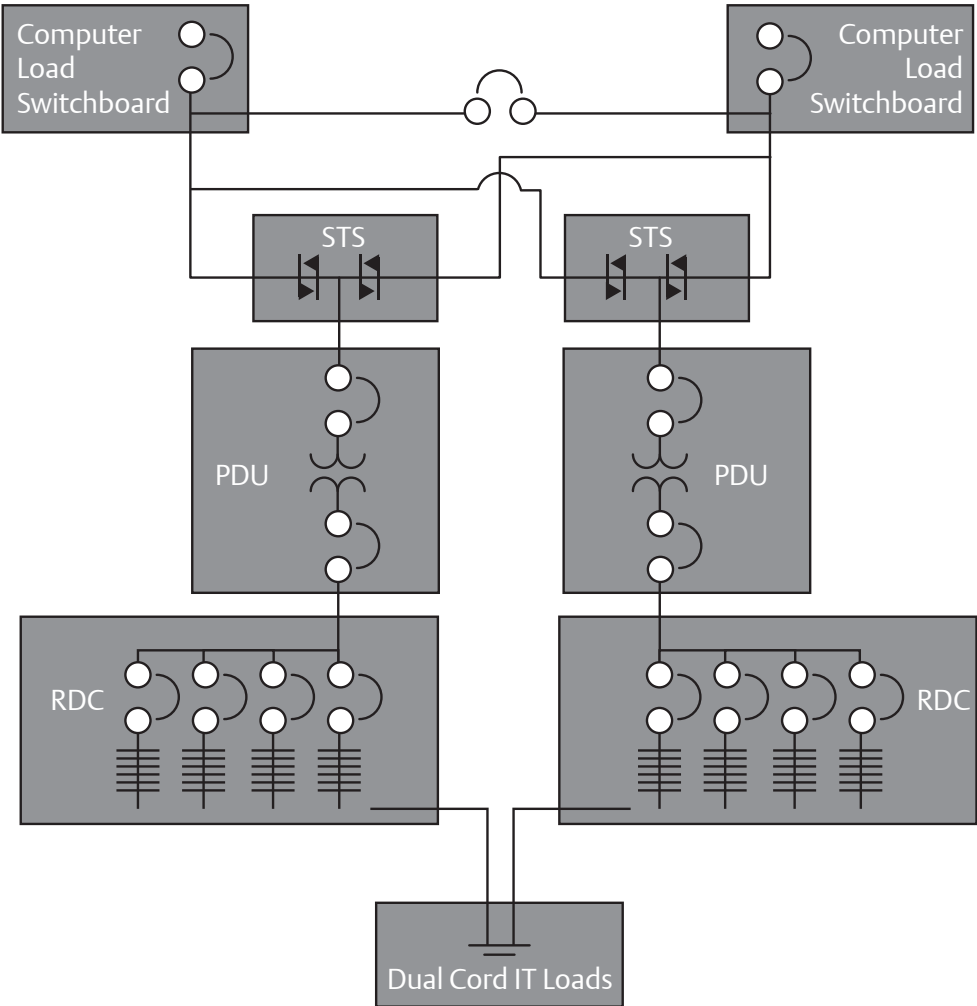 Computer
Load
Switchboard
Computer
Load
Switchboard
STS
STS
PDU
PDU
RDC
RDC
Dual Cord IT Loads